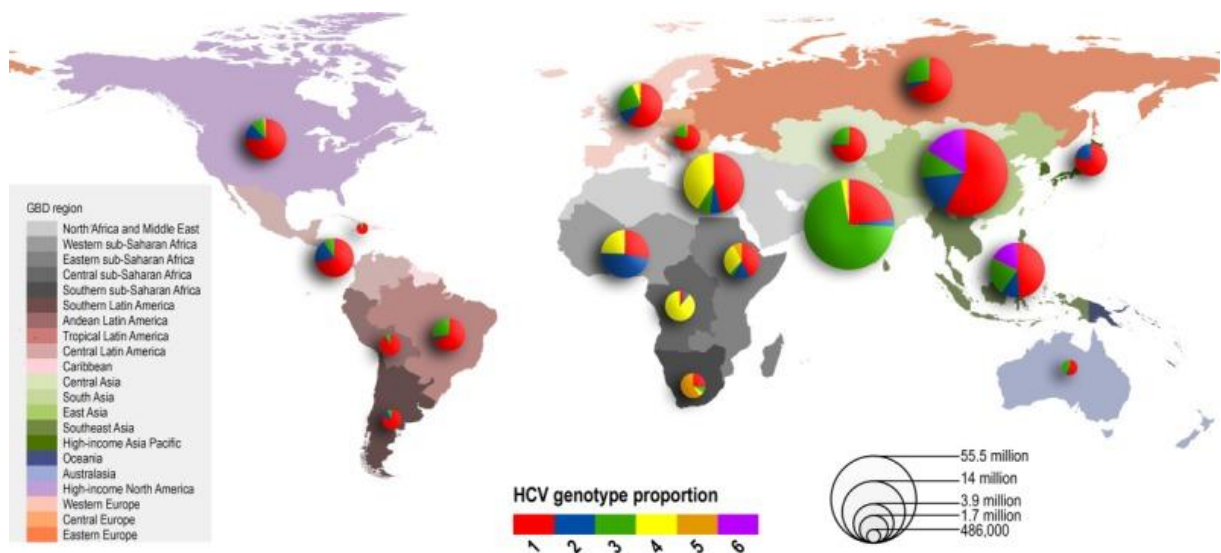 GBD region
North Africa and Middle East
Western sub-Saharan Africa
Eastern sub-Saharan Africa
Central sub-Saharan Africa
Southern sub-Saharan Africa
Southern Latin America
Andean Latin America
Tropical Latin America
Central Latin America
Caribbean
Central Asia
South Asia
East Asia
Southeast Asia
High-income Asia Pacific
Oceania
Australasia
High-income North America
Western Europe
Central Europe
Eastern Europe
HCV genotype proportion
1 2 3 4 5 6
55.5 million
14 million
3.9 million
1.7 million
486,000